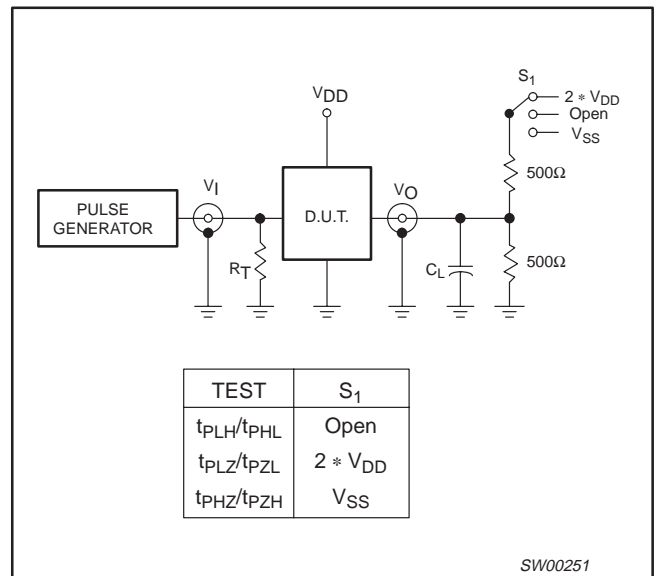 S1
2 * VDD
Open
VSS
VDD
500Ω
VI
VO
PULSE
GENERATOR
D.U.T.
RT
CL
500Ω
TEST S1
tPLH/tPHL Open
tPLZ/tPZL 2 * VDD
tPHZ/tPZH VSS
SW00251